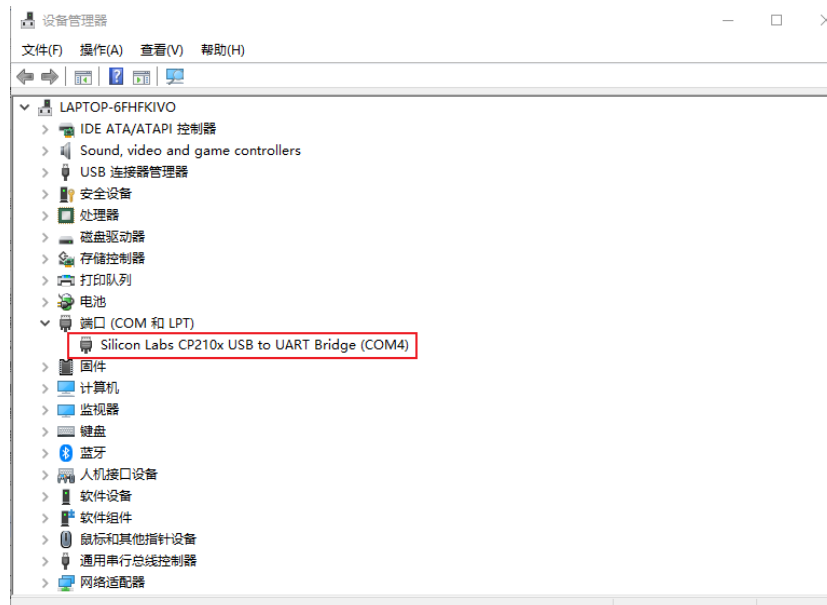 设备管理器
文件(F) 操作(A) 查看(V) 帮助(H)
LAPTOP-6FHFKIVO
IDE ATA/ATAPI 控制器
Sound, video and game controllers
USB 连接器管理器
安全设备
处理器
磁盘驱动器
存储控制器
打印队列
电池
端口 (COM 和 LPT)
Silicon Labs CP210x USB to UART Bridge (COM4)
固件
计算机
监视器
键盘
蓝牙
人机接口设备
软件设备
软件组件
鼠标和其他指针设备
通用串行总线控制器
网络适配器